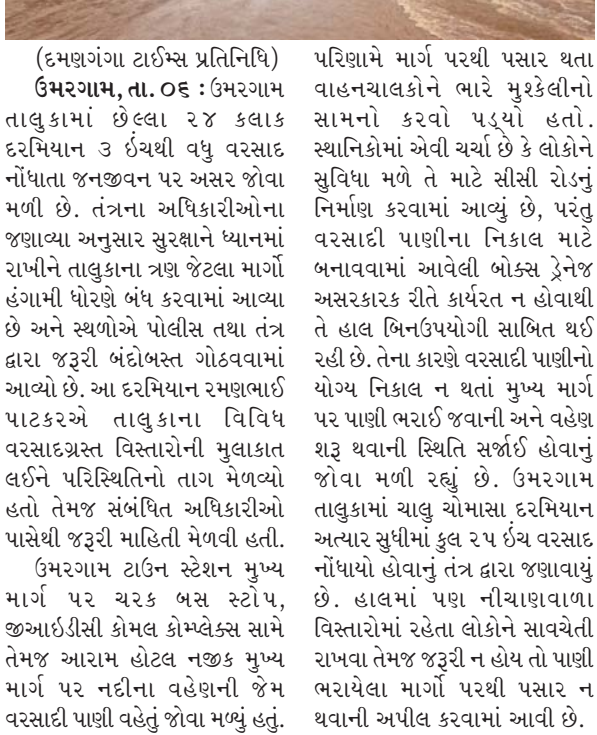 (દમણગંગા ટાઈમ્સ પ્રતિનિધિ)
ઉમરગામ, તા. ૦૬ : ઉમરગામ
તાલુકામાં છેલ્લા ૨૪ કલાક
દરમિયાન ૩ ઇંચથી વધુ વરસાદ
નોંધાતા જનજીવન પર અસર જોવા
મળી છે. તંત્રના અધિકારીઓના
જણાવ્યા અનુસાર સુરક્ષાને ધ્યાનમાં
રાખીને તાલુકાના ત્રણ જેટલા માર્ગો
હંગામી ધોરણે બંધ કરવામાં આવ્યા
છે અને સ્થળોએ પોલીસ તથા તંત્ર
દ્વારા જરૂરી બંદોબસ્ત ગોઠવવામાં
આવ્યો છે. આ દરમિયાન રમણભાઈ
પાટકરએ તાલુકાના વિવિધ
વરસાદગ્રસ્ત વિસ્તારોની મુલાકાત
લઈને પરિસ્થિતિનો તાગ મેળવ્યો
હતો તેમજ સંબંધિત અધિકારીઓ
પાસેથી જરૂરી માહિતી મેળવી હતી.
ઉમરગામ ટાઉન સ્ટેશન મુખ્ય
માર્ગ પર ચરક બસ સ્ટોપ,
જીઆઇડીસી કોમલ કોમ્પ્લેક્સ સામે
તેમજ આરામ હોટલ નજીક મુખ્ય
માર્ગ પર નદીના વહેણની જેમ
વરસાદી પાણી વહેતું જોવા મળ્યું હતું.
પરિણામે માર્ગ પરથી પસાર થતા
વાહનચાલકોને ભારે મુશ્કેલીનો
સામનો કરવો પડ્યો હતો.
સ્થાનિકોમાં એવી ચર્ચા છે કે લોકોને
સુવિધા મળે તે માટે સીસી રોડનું
નિર્માણ કરવામાં આવ્યું છે, પરંતુ
વરસાદી પાણીના નિકાલ માટે
બનાવવામાં આવેલી બોક્સ ડ્રેનેજ
અસરકારક રીતે કાર્યરત ન હોવાથી
તે હાલ બિનઉપયોગી સાબિત થઈ
રહી છે. તેના કારણે વરસાદી પાણીનો
યોગ્ય નિકાલ ન થતાં મુખ્ય માર્ગ
પર પાણી ભરાઈ જવાની અને વહેણ
શરૂ થવાની સ્થિતિ સર્જાઈ હોવાનું
જોવા મળી રહ્યું છે. ઉમરગામ
તાલુકામાં ચાલુ ચોમાસા દરમિયાન
અત્યાર સુધીમાં કુલ ૨૫ ઇંચ વરસાદ
નોંધાયો હોવાનું તંત્ર દ્વારા જણાવાયું
છે. હાલમાં પણ નીચાણવાળા
વિસ્તારોમાં રહેતા લોકોને સાવચેતી
રાખવા તેમજ જરૂરી ન હોય તો પાણી
ભરાયેલા માર્ગો પરથી પસાર ન
થવાની અપીલ કરવામાં આવી છે.